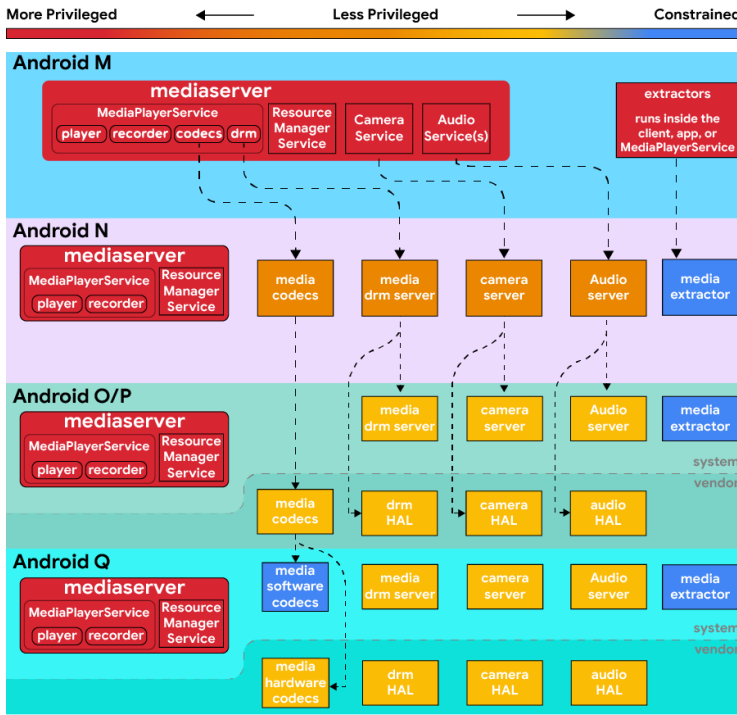 More Privileged
Less Privileged
Constrained
Android M
mediaserver
MediaPlayerService
player
recorder
codecs
drm
Resource
Manager
Service
Camera
Service
Audio
Service(s)
extractors
runs inside the
client, app, or
MediaPlayerService
Android N
mediaserver
MediaPlayerService
player
recorder
Resource
Manager
Service
media
codecs
media
drm server
camera
server
Audio
server
media
extractor
Android O/P
mediaserver
MediaPlayerService
player
recorder
Resource
Manager
Service
media
drm server
camera
server
Audio
server
media
extractor
system
vendor
media
codecs
drm
HAL
camera
HAL
audio
HAL
Android Q
mediaserver
MediaPlayerService
player
recorder
Resource
Manager
Service
media
software
codecs
media
drm server
camera
server
Audio
server
media
extractor
system
vendor
media
hardware
codecs
drm
HAL
camera
HAL
audio
HAL